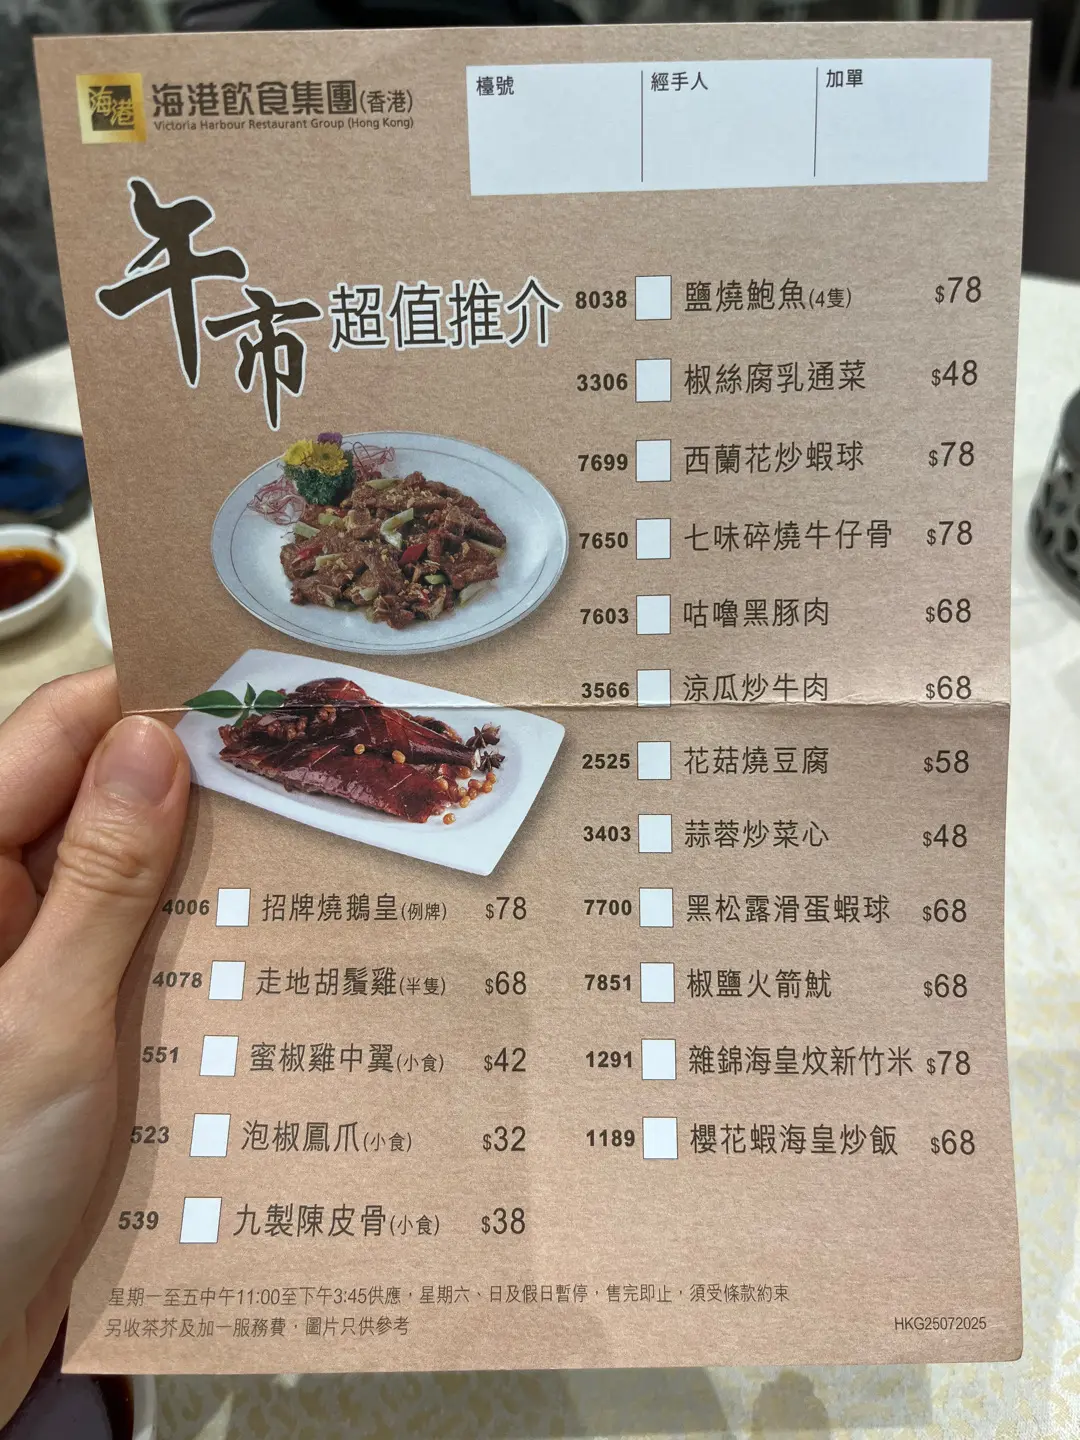 海港
海港飲食集團(香港)
Victoria Harbour Restaurant Group (Hong Kong)
檯號 經手人 加單
午市超值推介
8038 鹽燒鮑魚(4隻) $78
3306 椒絲腐乳通菜 $48
7699 西蘭花炒蝦球 $78
7650 七味碎燒牛仔骨 $78
7603 咕嚕黑豚肉 $68
3566 涼瓜炒牛肉 $68
2525 花菇燒豆腐 $58
3403 蒜蓉炒菜心 $48
7700 黑松露滑蛋蝦球 $68
7851 椒鹽火箭魷 $68
1291 雜錦海皇炆新竹米 $78
1189 櫻花蝦海皇炒飯 $68
4006 招牌燒鵝皇(例牌) $78
4078 走地胡鬚雞(半隻) $68
551 蜜椒雞中翼(小食) $42
523 泡椒鳳爪(小食) $32
539 九製陳皮骨(小食) $38
星期一至五中午11:00至下午3:45供應，星期六、日及假日暫停，售完即止，須受條款約束
另收茶芥及加一服務費，圖片只供參考
HKG25072025